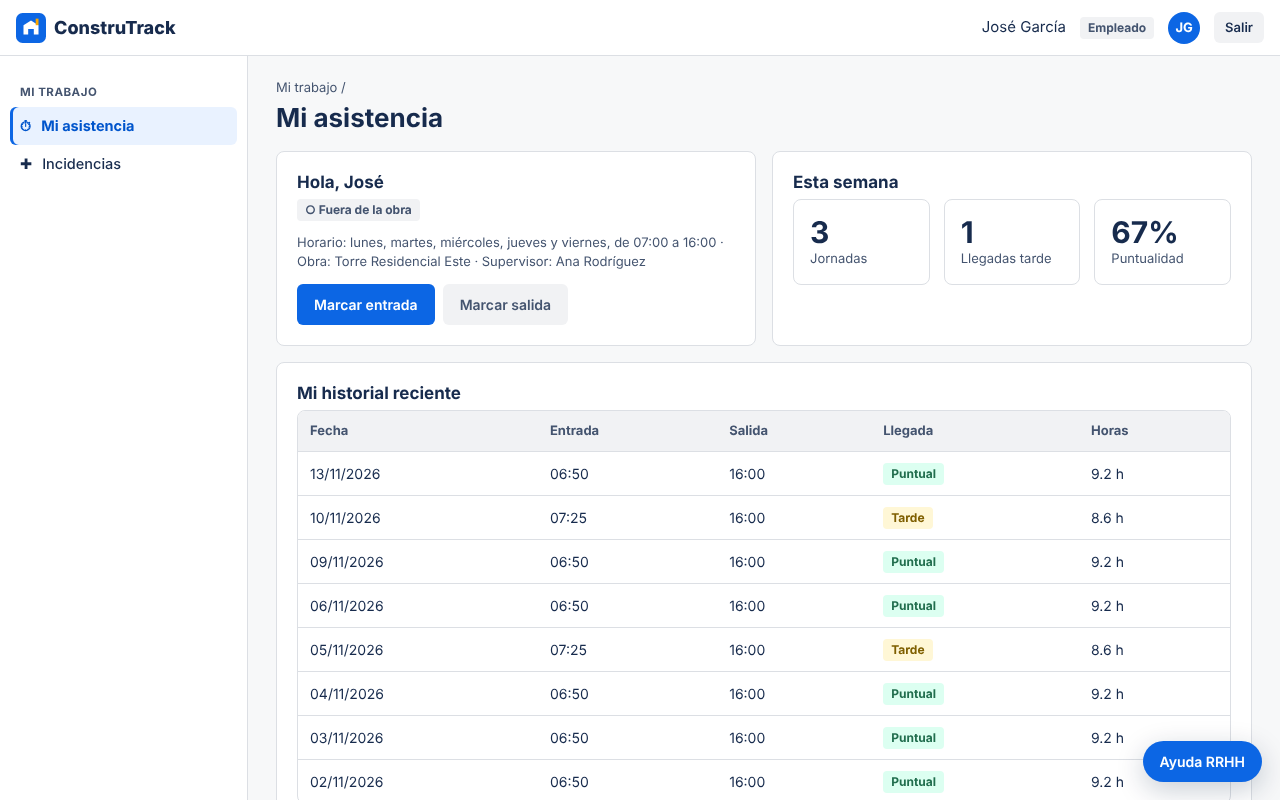 ConstruTrack
José García
Empleado
JG
Salir
MI TRABAJO
Mi asistencia
Incidencias
Mi trabajo /
Mi asistencia
Hola, José
Fuera de la obra
Horario: lunes, martes, miércoles, jueves y viernes, de 07:00 a 16:00 ·
Obra: Torre Residencial Este · Supervisor: Ana Rodríguez
Marcar entrada
Marcar salida
Esta semana
3
Jornadas
1
Llegadas tarde
67%
Puntualidad
Mi historial reciente
Fecha Entrada Salida Llegada Horas
13/11/2026 06:50 16:00 Puntual 9.2 h
10/11/2026 07:25 16:00 Tarde 8.6 h
09/11/2026 06:50 16:00 Puntual 9.2 h
06/11/2026 06:50 16:00 Puntual 9.2 h
05/11/2026 07:25 16:00 Tarde 8.6 h
04/11/2026 06:50 16:00 Puntual 9.2 h
03/11/2026 06:50 16:00 Puntual 9.2 h
02/11/2026 06:50 16:00 Puntual 9.2 h
Ayuda RRHH